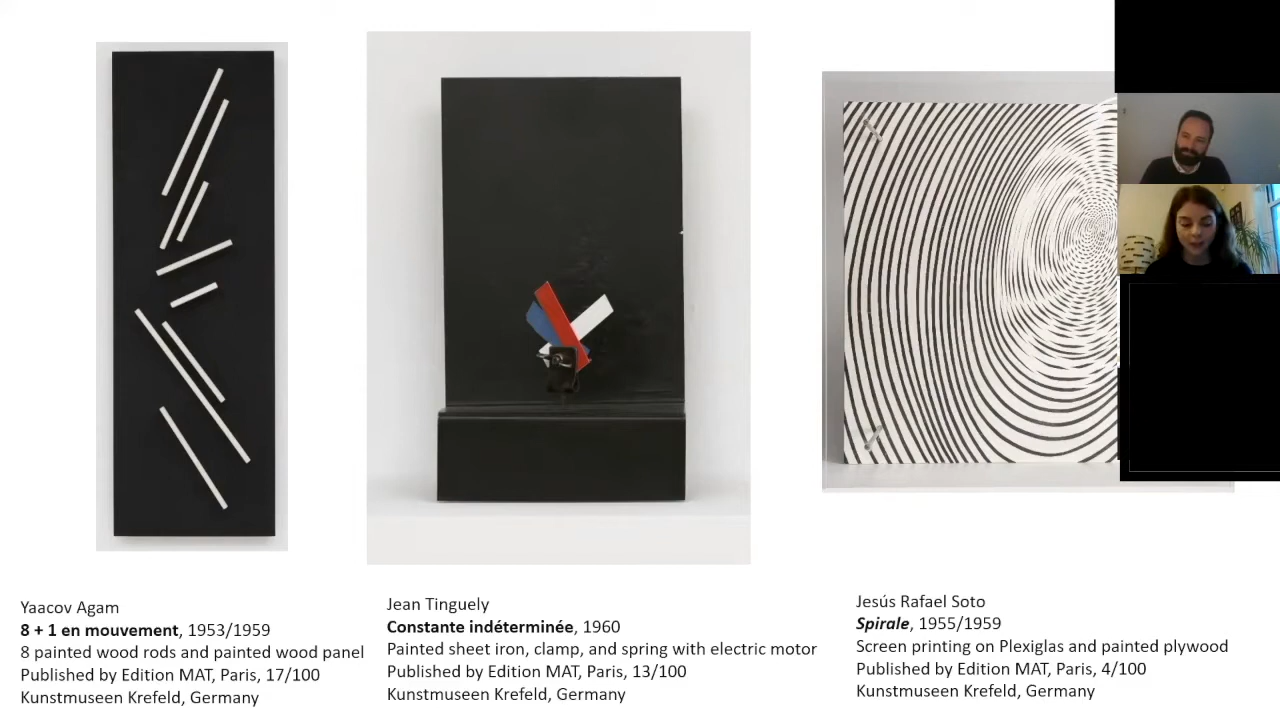 Yaacov Agam
8 + 1 en mouvement, 1953/1959
8 painted wood rods and painted wood panel
Published by Edition MAT, Paris, 17/100
Kunstmuseen Krefeld, Germany
Jean Tinguely
Constante indéterminée, 1960
Painted sheet iron, clamp, and spring with electric motor
Published by Edition MAT, Paris, 13/100
Kunstmuseen Krefeld, Germany
Jesús Rafael Soto
Spirale, 1955/1959
Screen printing on Plexiglas and painted plywood
Published by Edition MAT, Paris, 4/100
Kunstmuseen Krefeld, Germany